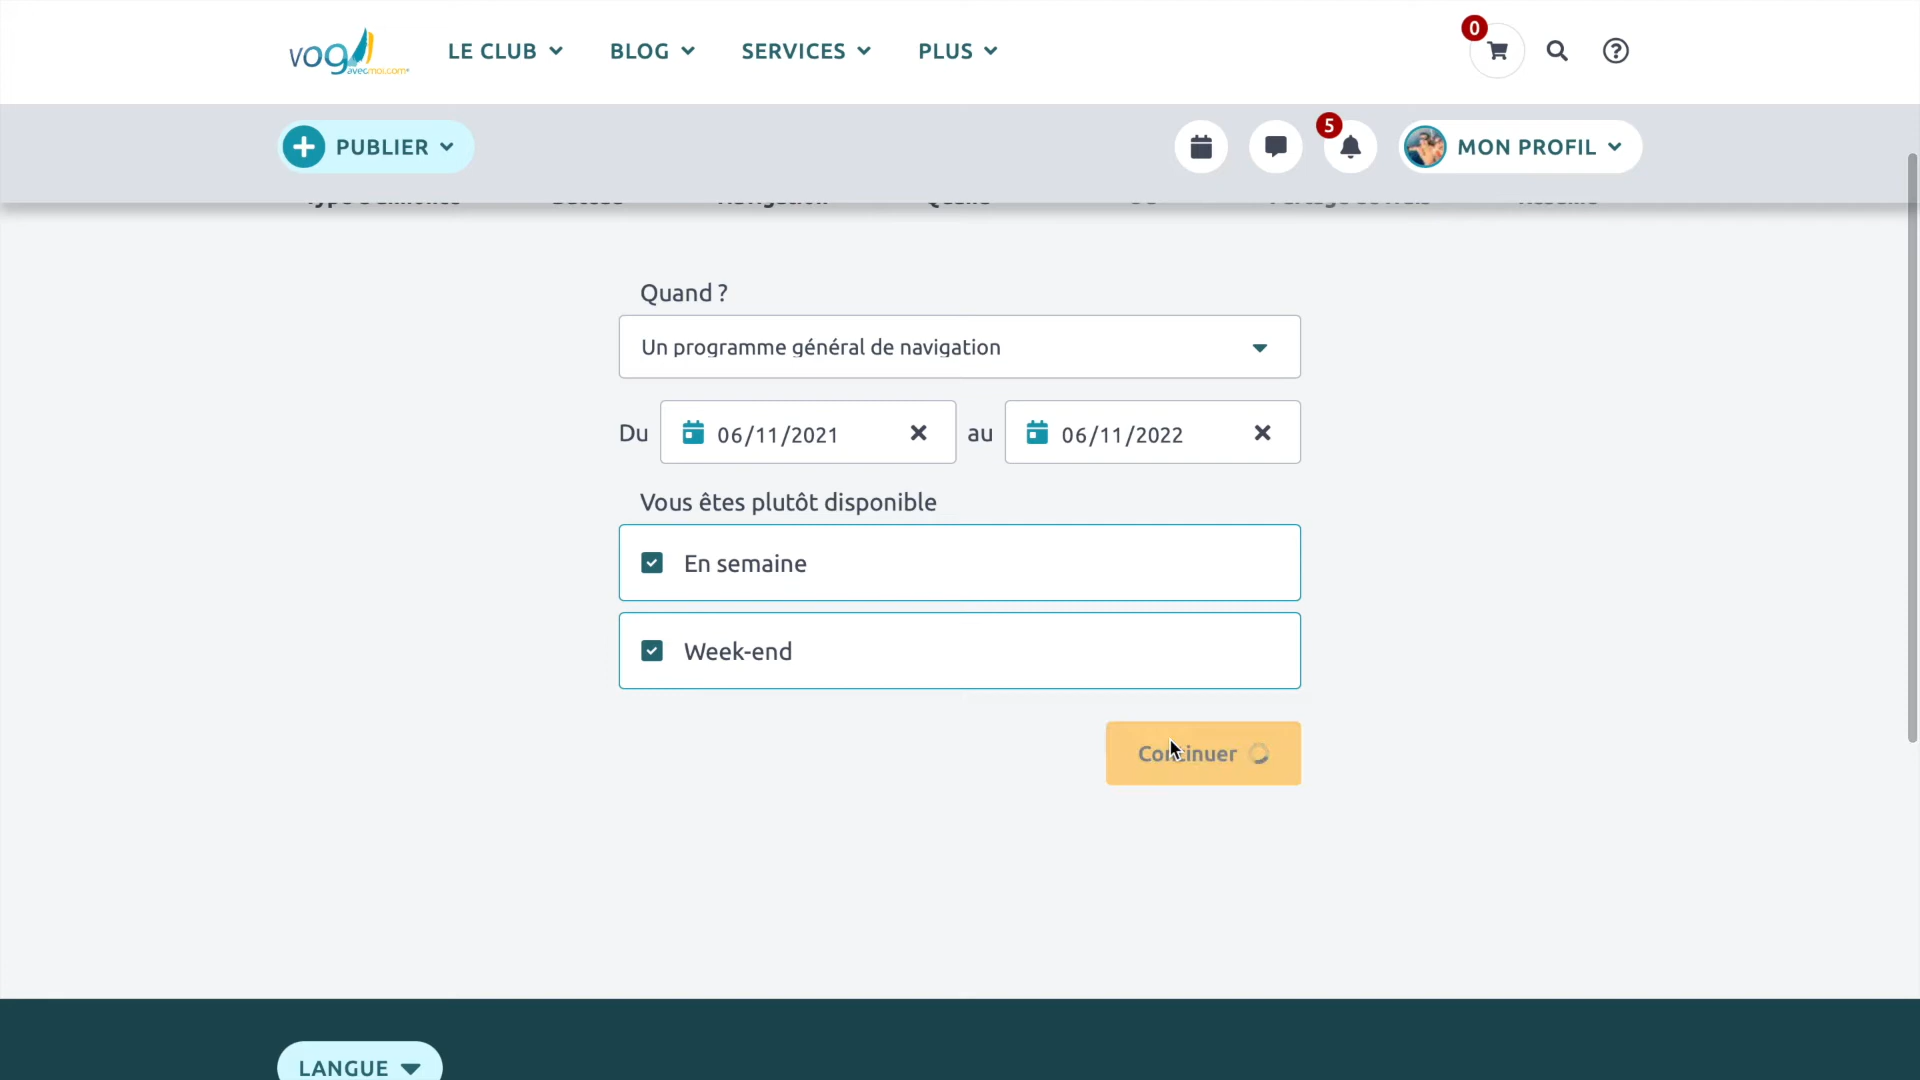 vog avecmoi.com
LE CLUB
BLOG
SERVICES
PLUS
0
PUBLIER
5
MON PROFIL
Quand ?
Un programme général de navigation
Du 06/11/2021 au 06/11/2022
Vous êtes plutôt disponible
En semaine
Week-end
Continuer
LANGUE